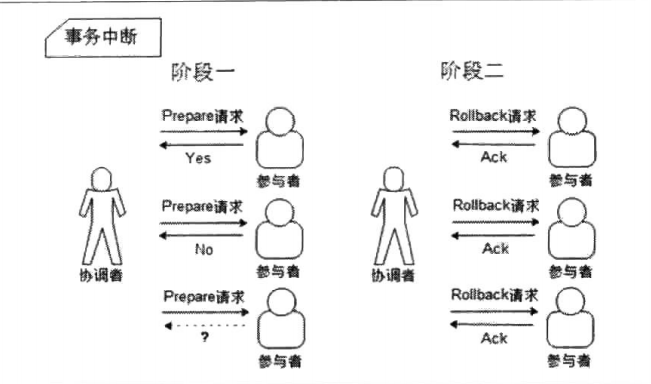 事务中断
阶段一
Prepare请求
Yes
参与者
Prepare请求
No
参与者
协调者
Prepare请求
?
参与者
阶段二
Rollback请求
Ack
参与者
Rollback请求
Ack
参与者
协调者
Rollback请求
Ack
参与者